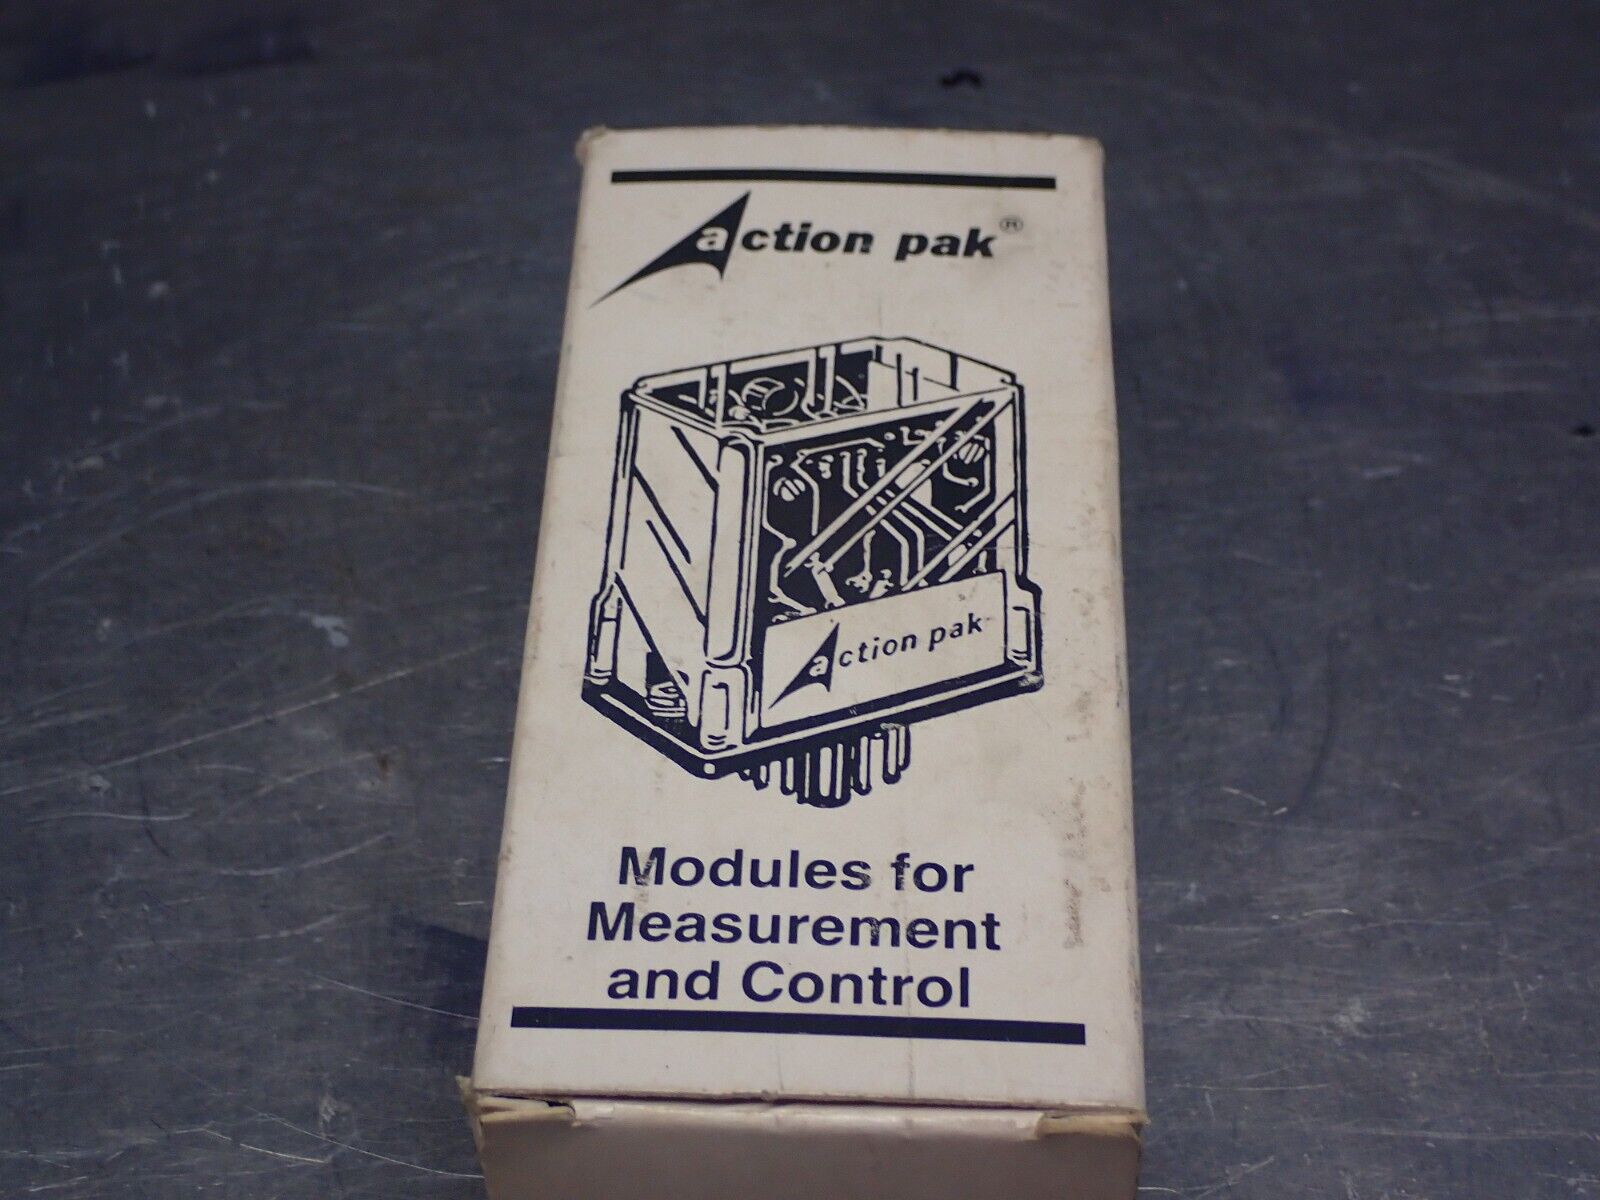 action pak®
action pak
Modules for
Measurement
and Control